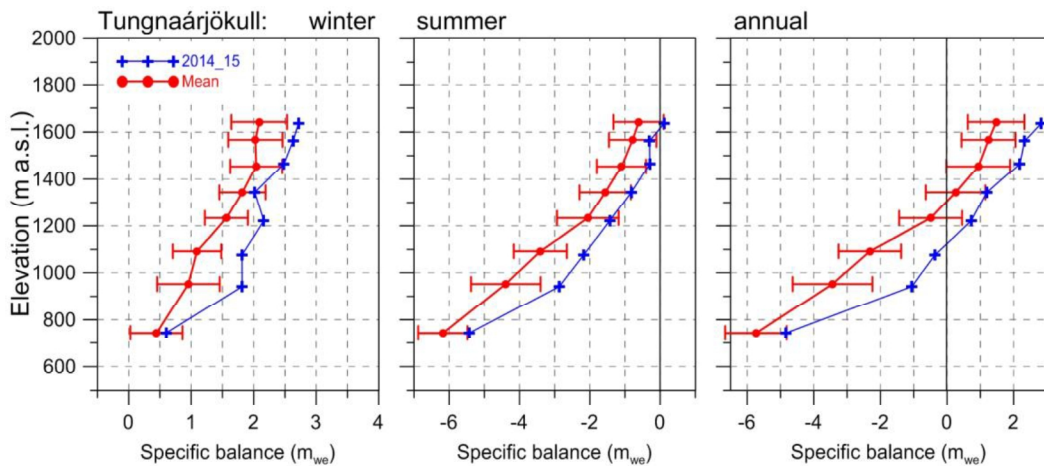 Tungnaárjökull: winter summer annual
2014_15
Mean
Elevation (m a.s.l.)
2000
1800
1600
1400
1200
1000
800
600
0 1 2 3 4 -6 -4 -2 0 -6 -4 -2 0 2
Specific balance (mwe) Specific balance (mwe) Specific balance (mwe)